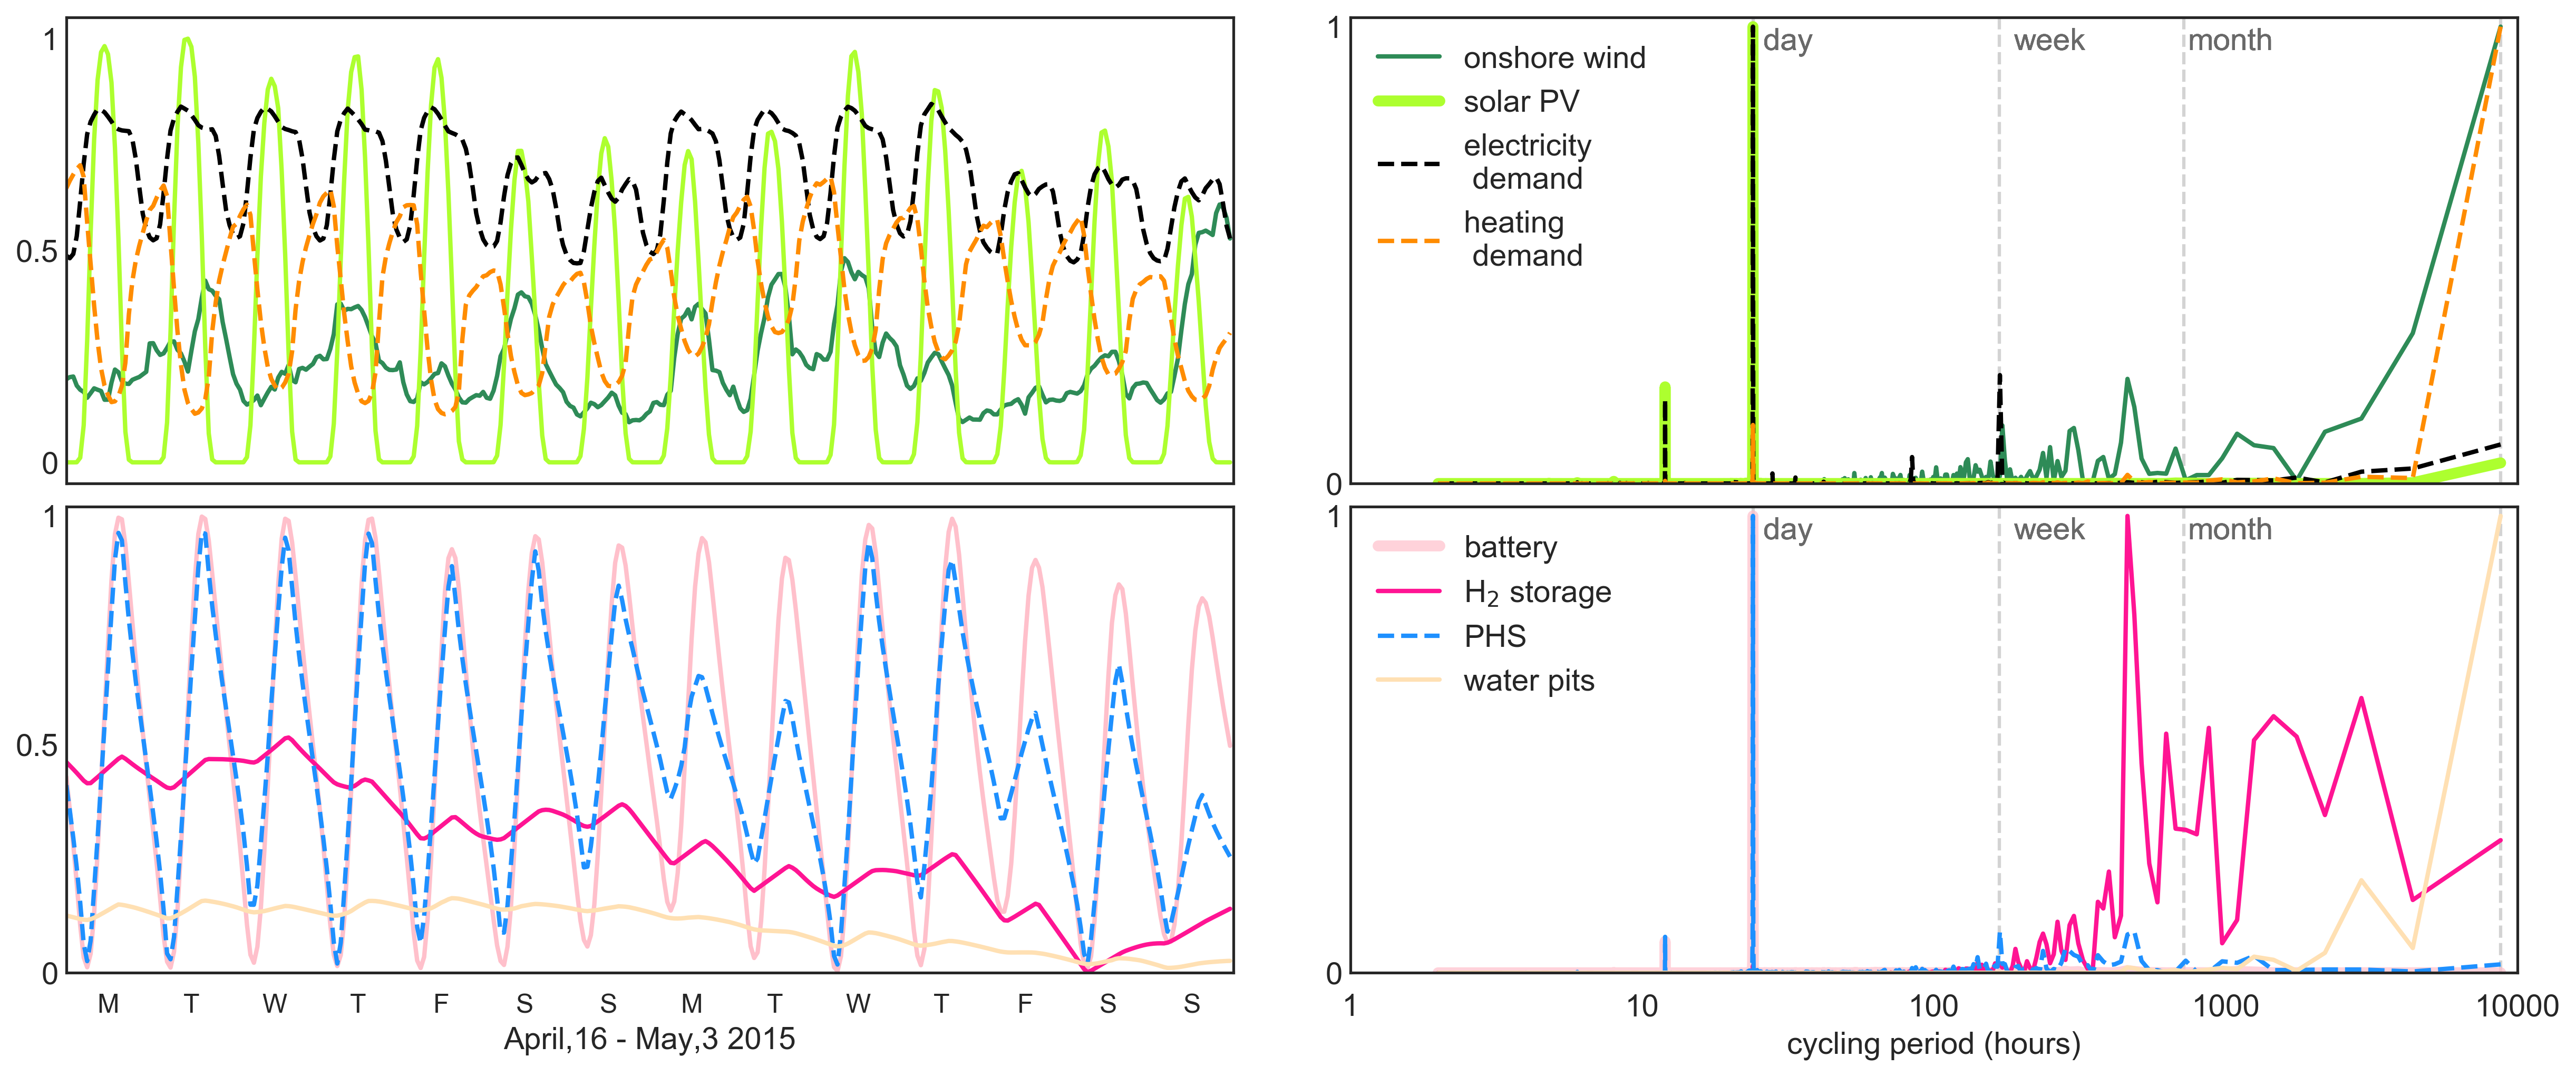 1
0.5
0
1
0
onshore wind
solar PV
electricity
demand
heating
demand
day
week
month
1
0.5
0
M T W T F S S M T W T F S S
April,16 - May,3 2015
1
0
battery
H₂ storage
PHS
water pits
day
week
month
1 10 100 1000 10000
cycling period (hours)